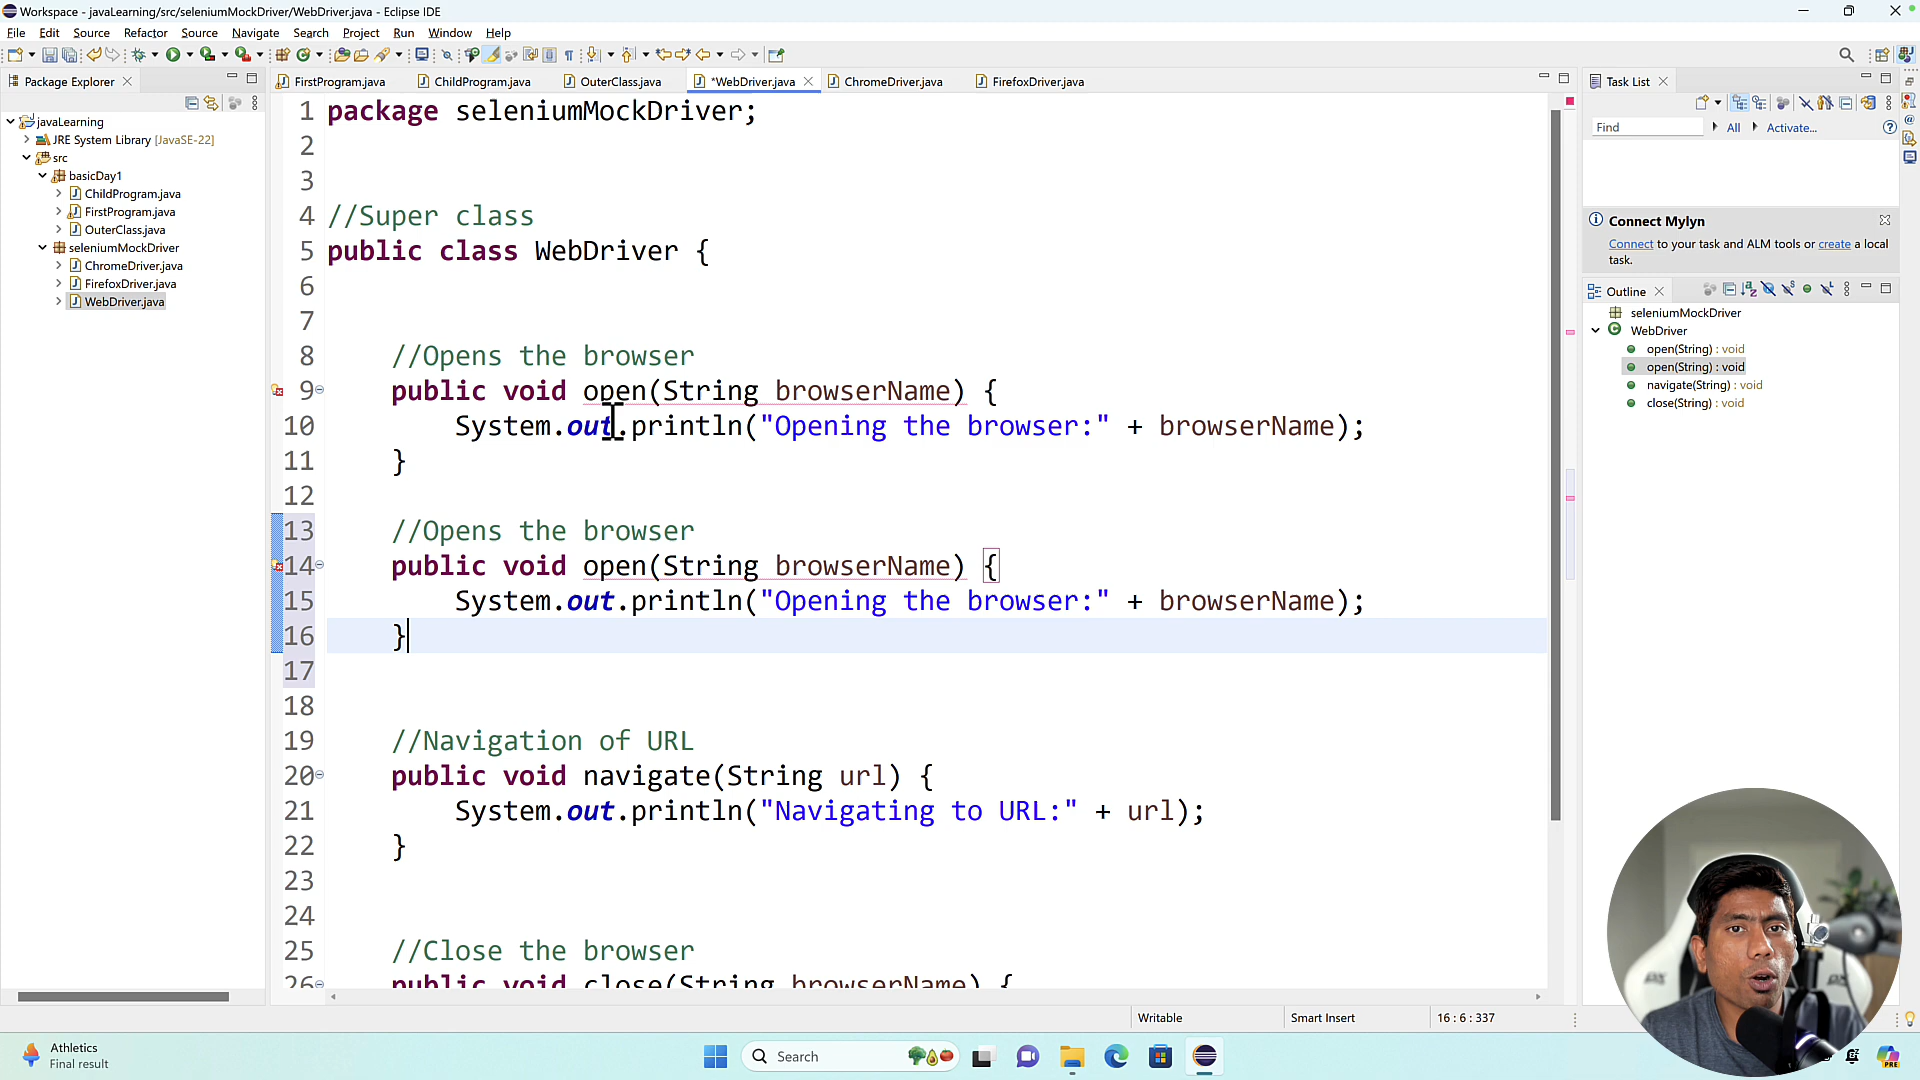 Workspace - javaLearning/src/seleniumMockDriver/WebDriver.java - Eclipse IDE
File Edit Source Refactor Source Navigate Search Project Run Window Help
Package Explorer
FirstProgram.java ChildProgram.java OuterClass.java *WebDriver.java ChromeDriver.java FirefoxDriver.java
Task List
javaLearning
JRE System Library [JavaSE-22]
src
basicDay1
ChildProgram.java
FirstProgram.java
OuterClass.java
seleniumMockDriver
ChromeDriver.java
FirefoxDriver.java
WebDriver.java
1 package seleniumMockDriver;
2
3
4 //Super class
5 public class WebDriver {
6
7
8 //Opens the browser
9 public void open(String browserName) {
10 System.out.println("Opening the browser:" + browserName);
11 }
12
13 //Opens the browser
14 public void open(String browserName) {
15 System.out.println("Opening the browser:" + browserName);
16 }
17
18
19 //Navigation of URL
20 public void navigate(String url) {
21 System.out.println("Navigating to URL:" + url);
22 }
23
24
25 //Close the browser
26 public void close(String browserName) {
Find All Activate...
Connect Mylyn
Connect to your task and ALM tools or create a local
task.
Outline
seleniumMockDriver
WebDriver
open(String) : void
open(String) : void
navigate(String) : void
close(String) : void
Writable Smart Insert 16 : 6 : 337
Athletics
Final result
Search
PRE